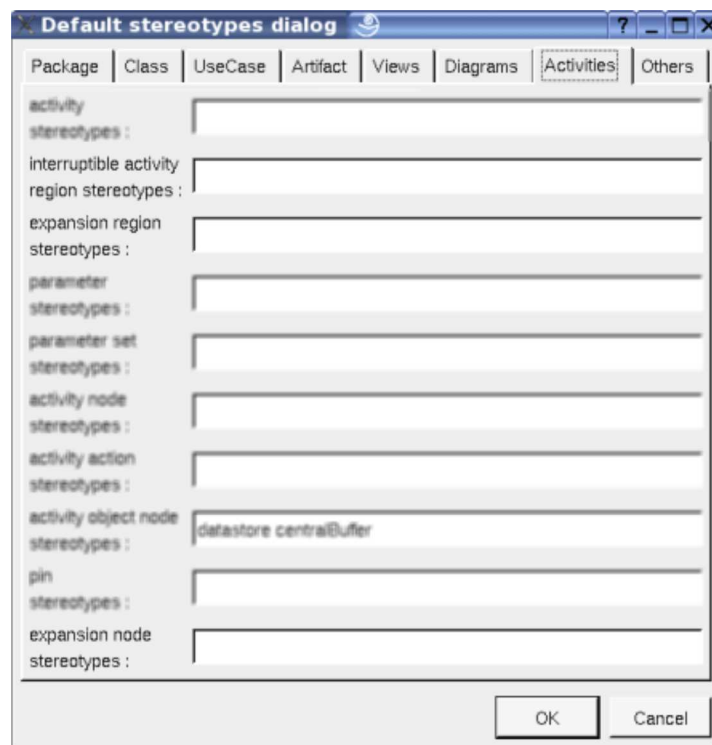 Default stereotypes dialog
Package Class UseCase Artifact Views Diagrams Activities Others
activity
stereotypes :
interruptible activity
region stereotypes :
expansion region
stereotypes :
parameter
stereotypes :
parameter set
stereotypes :
activity node
stereotypes :
activity action
stereotypes :
activity object node
stereotypes :
datastore centralBuffer
pin
stereotypes :
expansion node
stereotypes :
OK Cancel